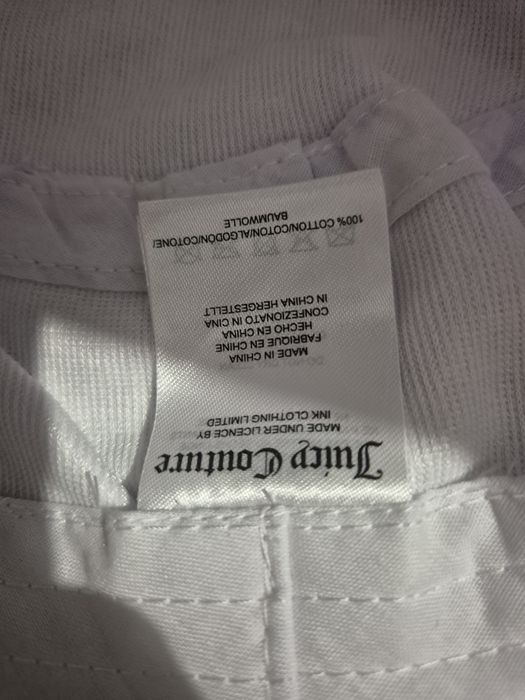 Juicy Couture
MADE UNDER LICENCE BY
INK CLOTHING LIMITED
MADE IN CHINA
FABRIQUE EN CHINE
HECHO EN CHINA
CONFEZIONATO IN CINA
IN CHINA HERGESTELLT
100% COTTON/COTON/ALGODÓN/COTONE/
BAUMWOLLE